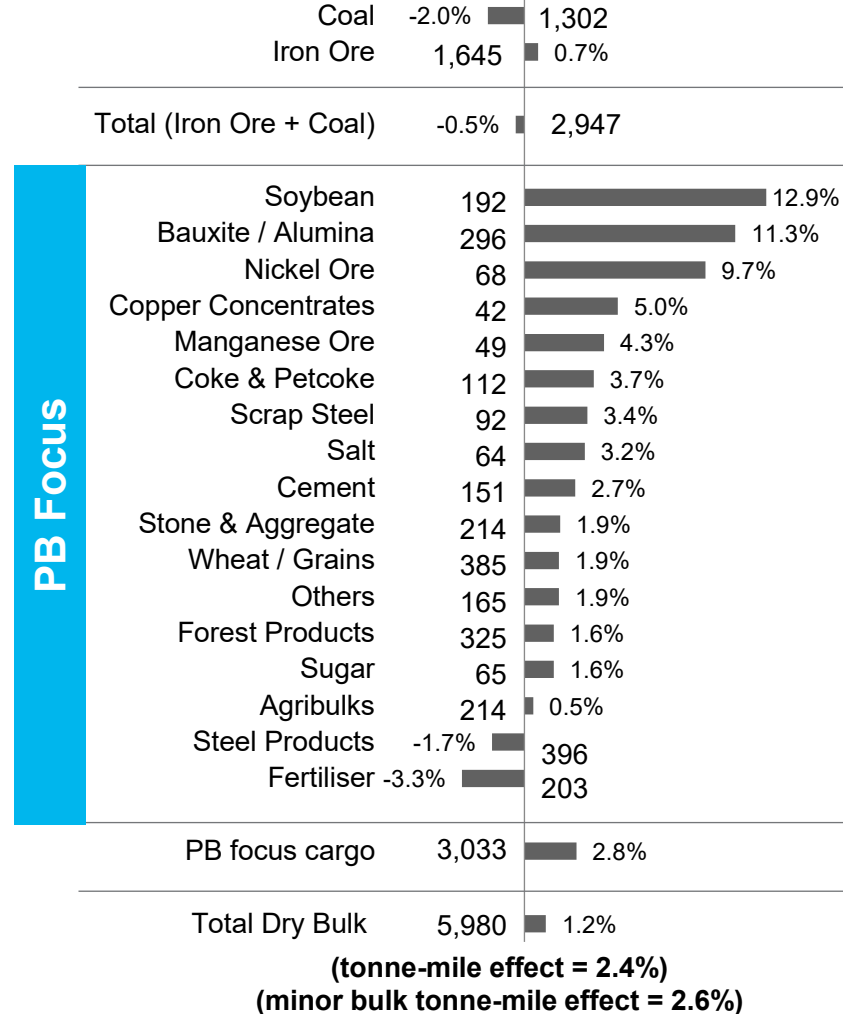 Coal -2.0% 1,302
Iron Ore 1,645 0.7%
Total (Iron Ore + Coal) -0.5% 2,947
PB Focus
Soybean 192 12.9%
Bauxite / Alumina 296 11.3%
Nickel Ore 68 9.7%
Copper Concentrates 42 5.0%
Manganese Ore 49 4.3%
Coke & Petcoke 112 3.7%
Scrap Steel 92 3.4%
Salt 64 3.2%
Cement 151 2.7%
Stone & Aggregate 214 1.9%
Wheat / Grains 385 1.9%
Others 165 1.9%
Forest Products 325 1.6%
Sugar 65 1.6%
Agribulks 214 0.5%
Steel Products -1.7% 396
Fertiliser -3.3% 203
PB focus cargo 3,033 2.8%
Total Dry Bulk 5,980 1.2%
(tonne-mile effect = 2.4%)
(minor bulk tonne-mile effect = 2.6%)